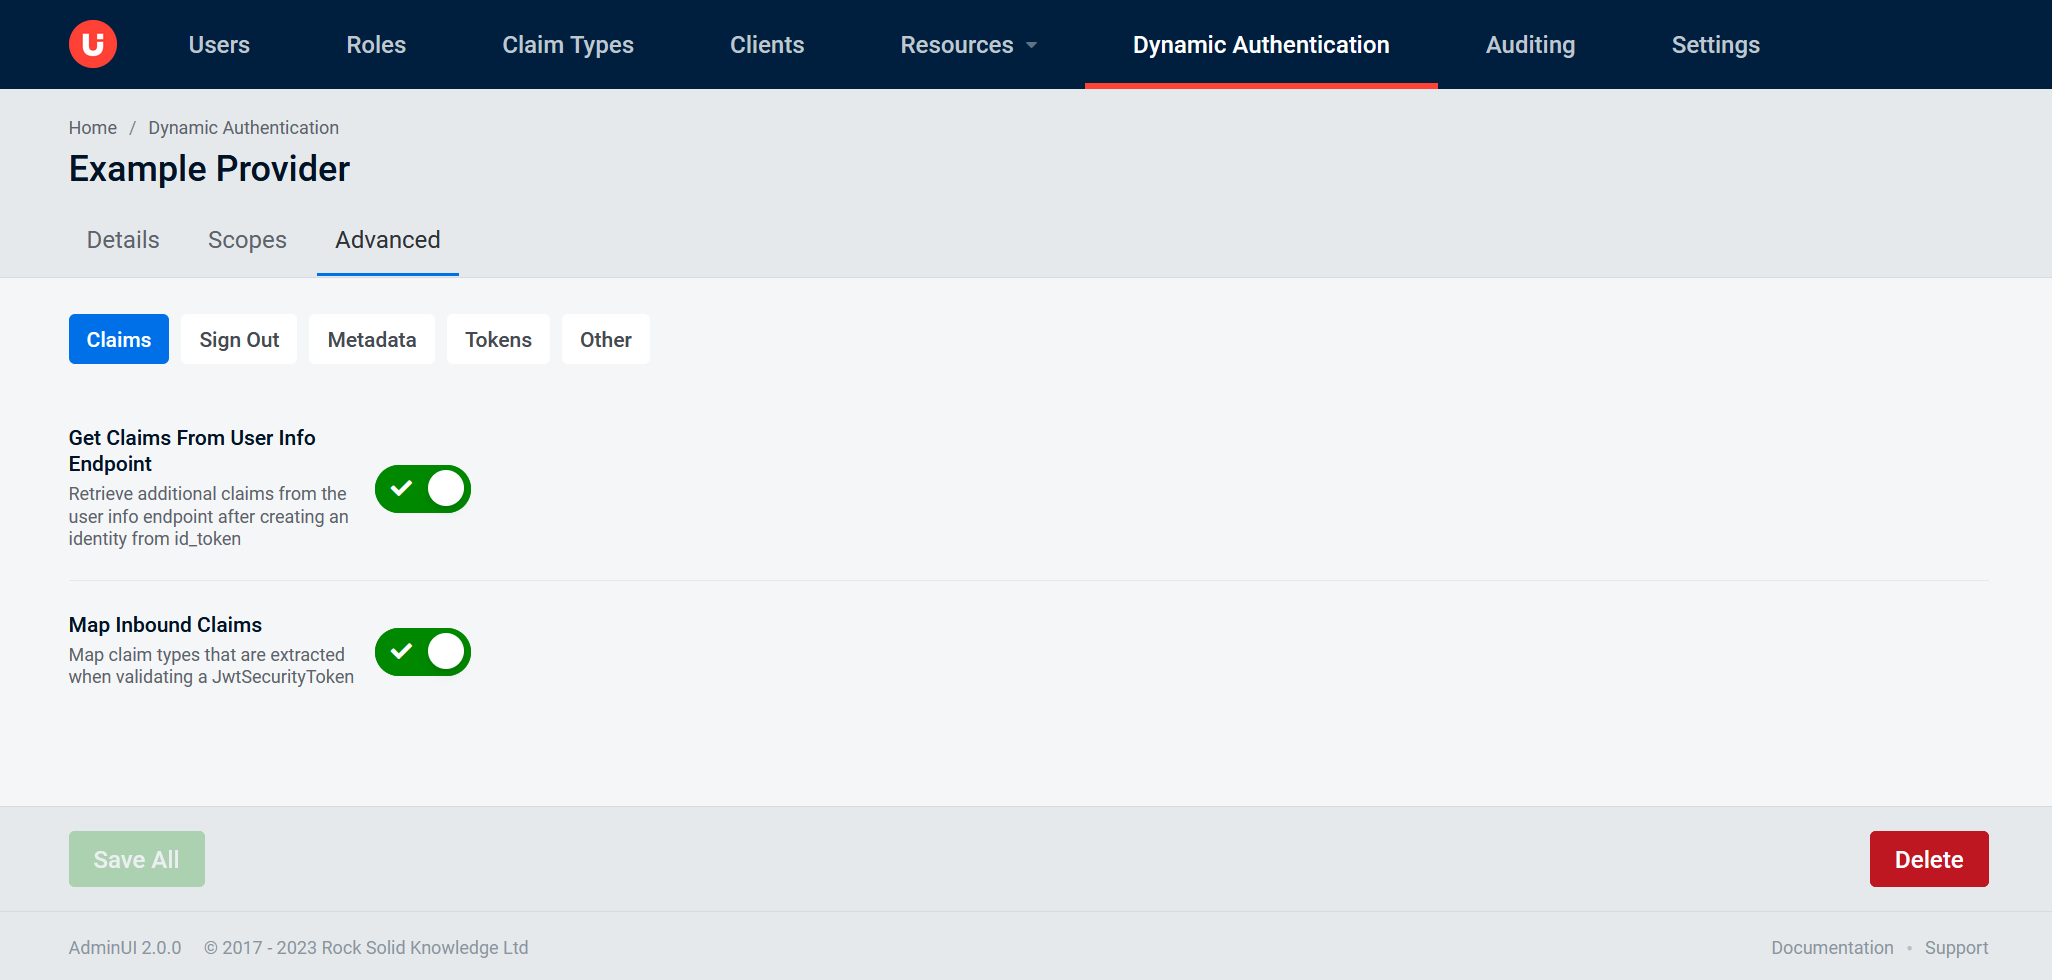 Users Roles Claim Types Clients Resources Dynamic Authentication Auditing Settings
Home / Dynamic Authentication
Example Provider
Details Scopes Advanced
Claims Sign Out Metadata Tokens Other
Get Claims From User Info
Endpoint
Retrieve additional claims from the
user info endpoint after creating an
identity from id_token
Map Inbound Claims
Map claim types that are extracted
when validating a JwtSecurityToken
Save All Delete
AdminUI 2.0.0 © 2017 - 2023 Rock Solid Knowledge Ltd Documentation • Support